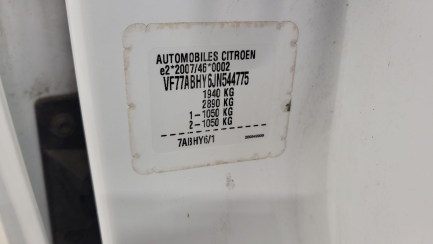 AUTOMOBILES CITROEN
e2*2007/46*0002
VF77ABHY6JN544775
1940 KG
2890 KG
1-1050 KG
2-1050 KG
7ABHY6/1